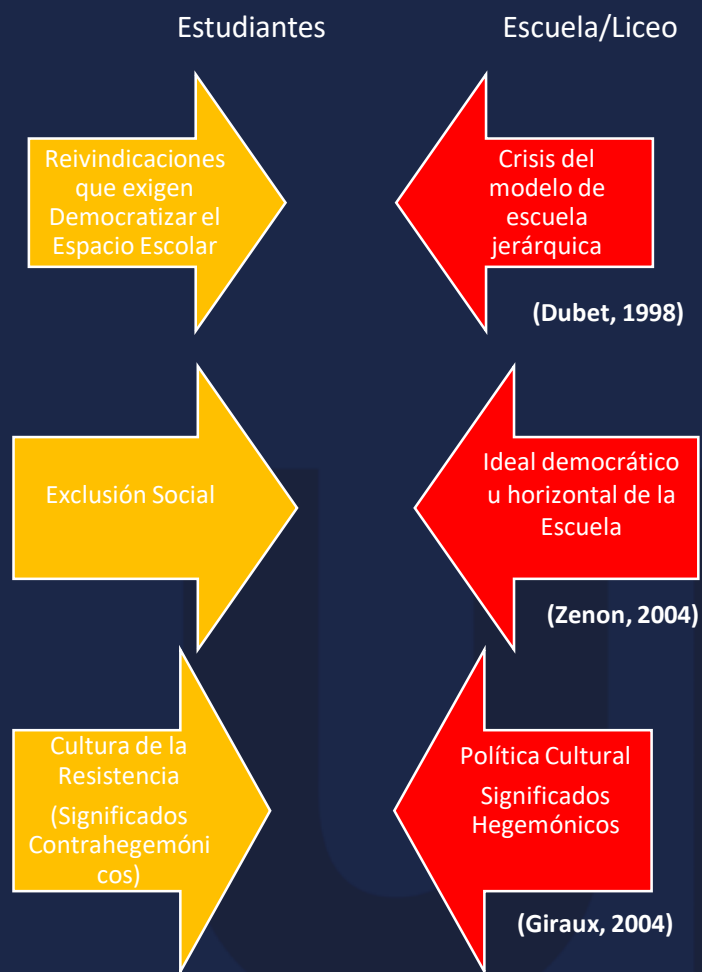 Estudiantes
Escuela/Liceo
Reivindicaciones
que exigen
Democratizar el
Espacio Escolar
Crisis del
modelo de
escuela
jerárquica
(Dubet, 1998)
Exclusión Social
Ideal democrático
u horizontal de la
Escuela
(Zenon, 2004)
Cultura de la
Resistencia
(Significados
Contrahegemóni
cos)
Política Cultural
Significados
Hegemónicos
(Giraux, 2004)